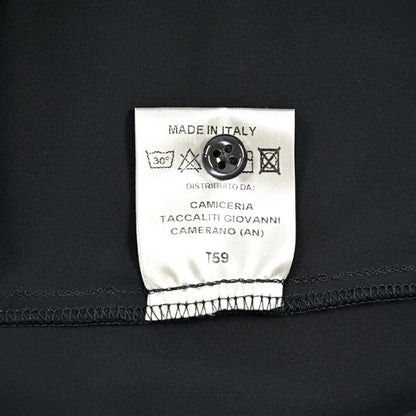 MADE IN ITALY
30°
DISTRIBUITO DA:
CAMICERIA
TACCALITI GIOVANNI
CAMERANO (AN)
T59